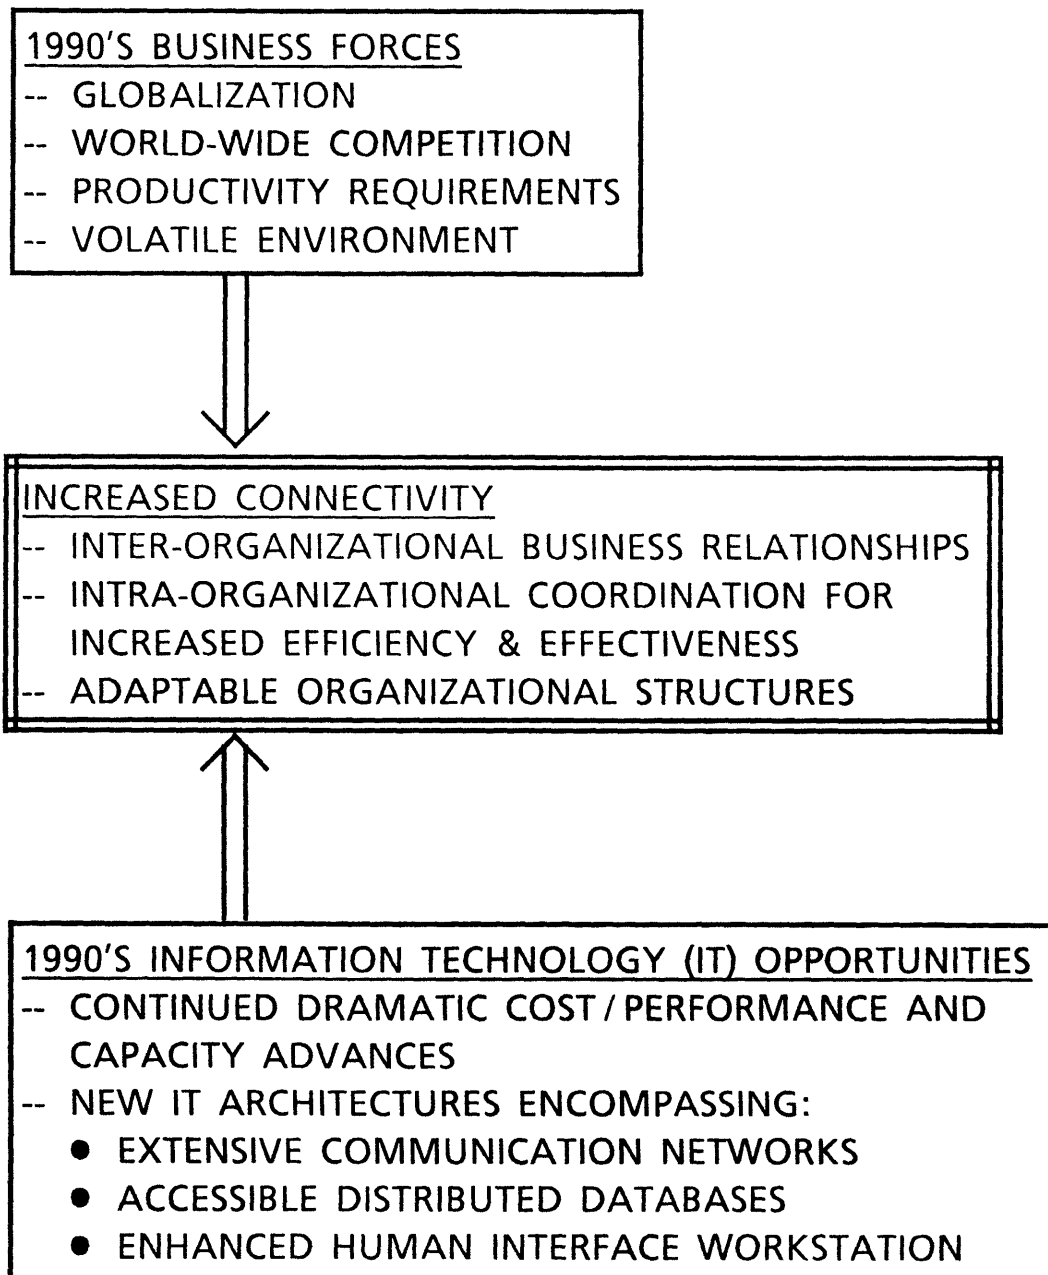 1990'S BUSINESS FORCES
-- GLOBALIZATION
-- WORLD-WIDE COMPETITION
-- PRODUCTIVITY REQUIREMENTS
-- VOLATILE ENVIRONMENT
INCREASED CONNECTIVITY
-- INTER-ORGANIZATIONAL BUSINESS RELATIONSHIPS
-- INTRA-ORGANIZATIONAL COORDINATION FOR
INCREASED EFFICIENCY & EFFECTIVENESS
-- ADAPTABLE ORGANIZATIONAL STRUCTURES
1990'S INFORMATION TECHNOLOGY (IT) OPPORTUNITIES
-- CONTINUED DRAMATIC COST / PERFORMANCE AND
CAPACITY ADVANCES
-- NEW IT ARCHITECTURES ENCOMPASSING:
● EXTENSIVE COMMUNICATION NETWORKS
● ACCESSIBLE DISTRIBUTED DATABASES
● ENHANCED HUMAN INTERFACE WORKSTATION